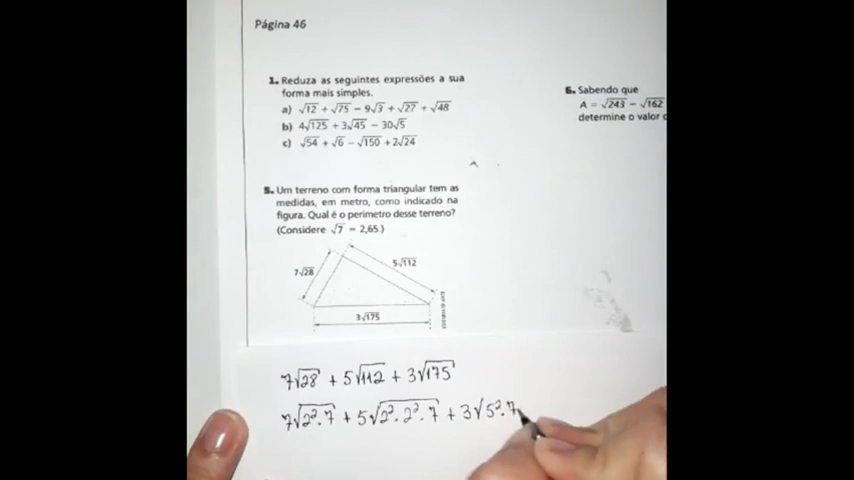 Página 46
1. Reduza as seguintes expressões a sua
forma mais simples.
a) √12 + √75 − 9√3 + √27 + √48
b) 4√125 + 3√45 − 30√5
c) √54 + √6 − √150 + 2√24
5. Um terreno com forma triangular tem as
medidas, em metro, como indicado na
figura. Qual é o perímetro desse terreno?
(Considere √7 = 2,65.)
7√28
5√112
3√175
6. Sabendo que
A = √243 − √162
determine o valor
7√28 + 5√112 + 3√175
7√2².7 + 5√2².2².7 + 3√5².7